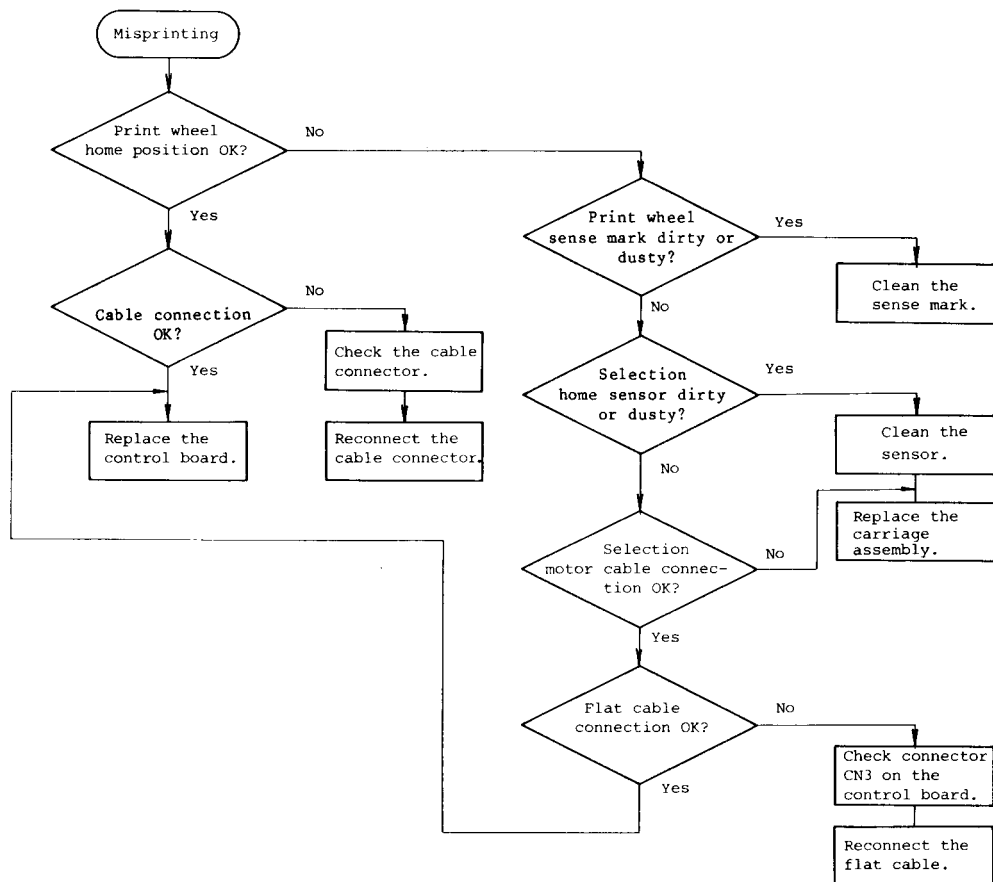 Misprinting
Print wheel
home position OK?
No
Yes
Print wheel
sense mark dirty or
dusty?
Yes
Clean the
sense mark.
No
Cable connection
OK?
No
Check the cable
connector.
Reconnect the
cable connector.
Yes
Replace the
control board.
Selection
home sensor dirty
or dusty?
Yes
Clean the
sensor.
No
Selection
motor cable connec-
tion OK?
No
Replace the
carriage
assembly.
Yes
Flat cable
connection OK?
No
Check connector
CN3 on the
control board.
Reconnect the
flat cable.
Yes